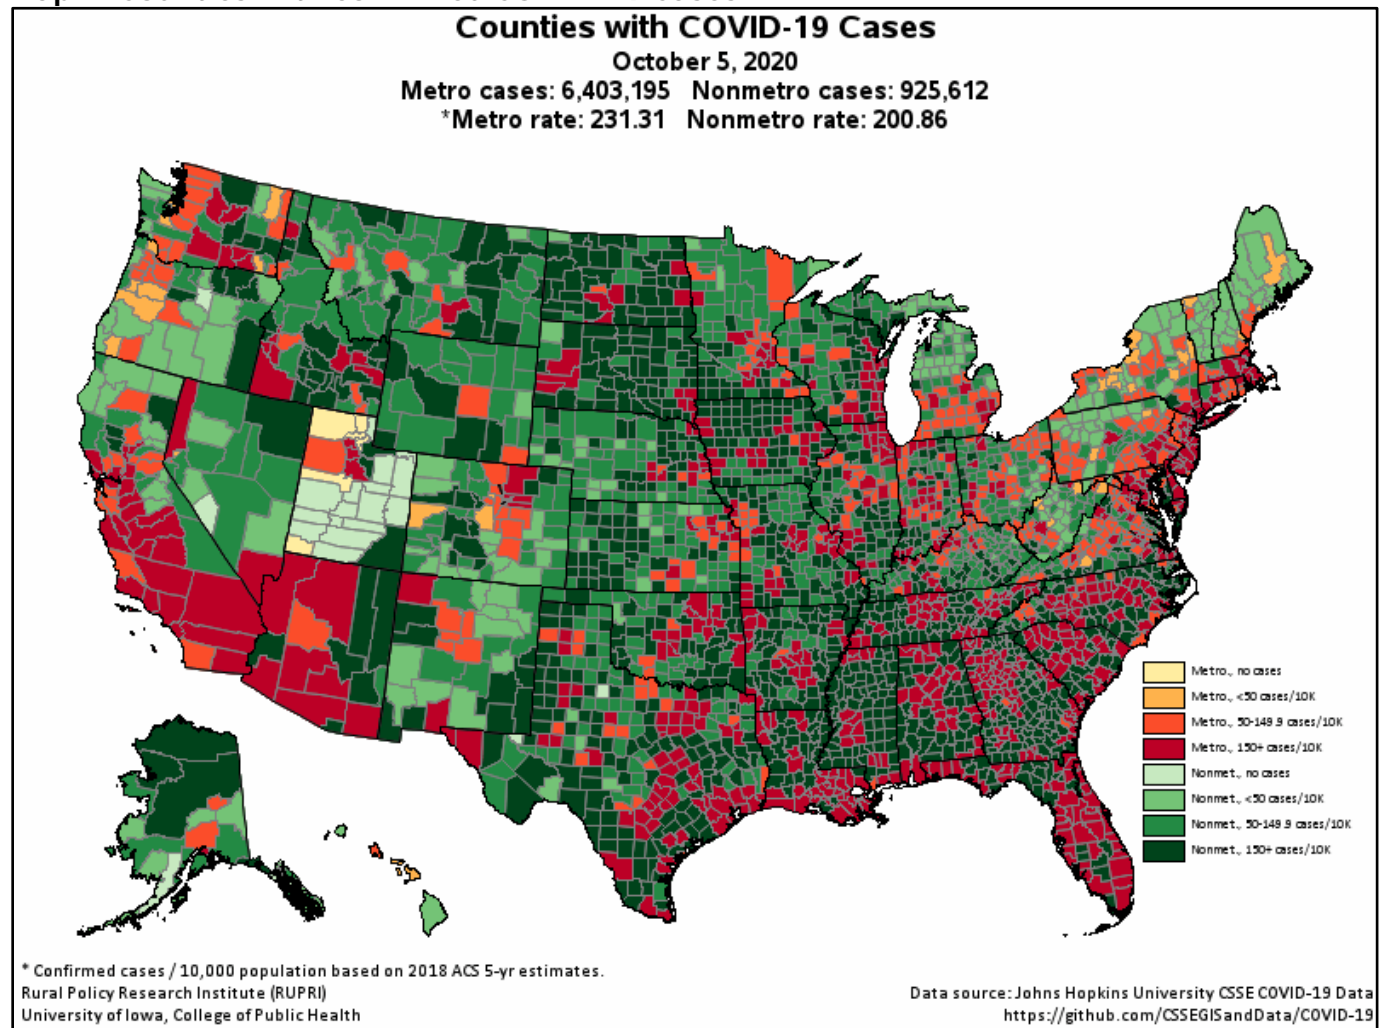 Counties with COVID-19 Cases
October 5, 2020
Metro cases: 6,403,195 Nonmetro cases: 925,612
*Metro rate: 231.31 Nonmetro rate: 200.86
Metro., no cases
Metro., <50 cases/10K
Metro., 50-149.9 cases/10K
Metro., 150+ cases/10K
Nonmet., no cases
Nonmet., <50 cases/10K
Nonmet., 50-149.9 cases/10K
Nonmet., 150+ cases/10K
* Confirmed cases / 10,000 population based on 2018 ACS 5-yr estimates.
Rural Policy Research Institute (RUPRI)
University of Iowa, College of Public Health
Data source: Johns Hopkins University CSSE COVID-19 Data
https://github.com/CSSEGISandData/COVID-19